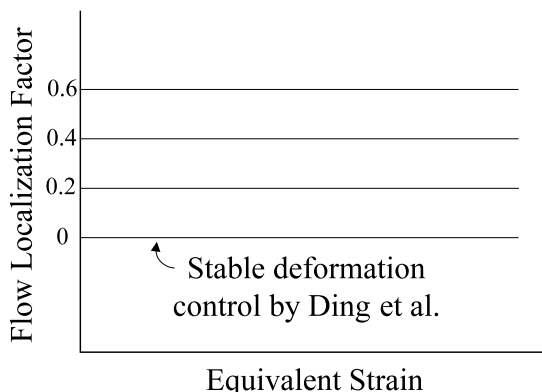 Flow Localization Factor
0.6
0.4
0.2
0
Stable deformation
control by Ding et al.
Equivalent Strain